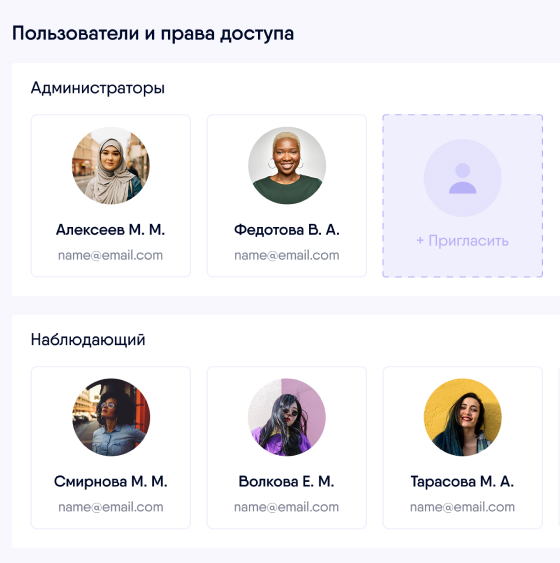 Пользователи и права доступа
Администраторы
Алексеев М. М.
name@email.com
Федотова В. А.
name@email.com
+ Пригласить
Наблюдающий
Смирнова М. М.
name@email.com
Волкова Е. М.
name@email.com
Тарасова М. А.
name@email.com